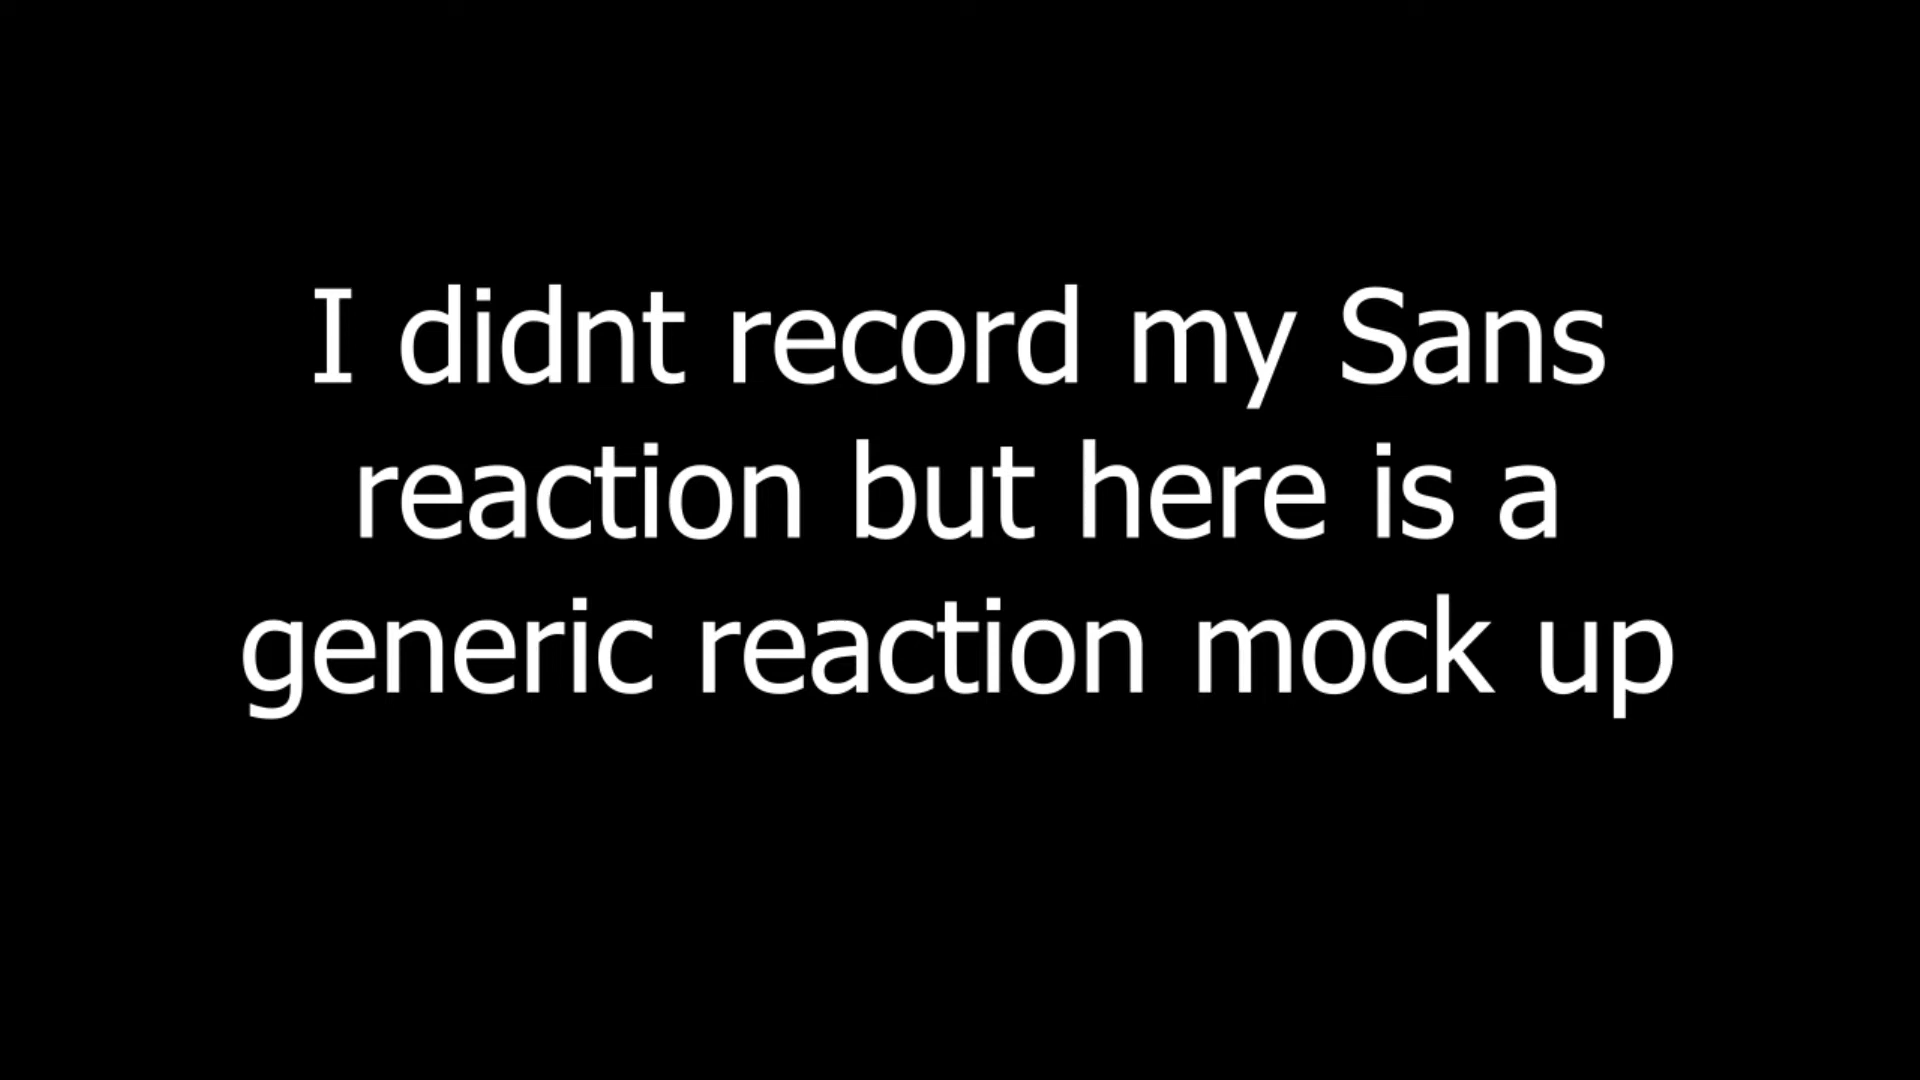 I didnt record my Sans
reaction but here is a
generic reaction mock up